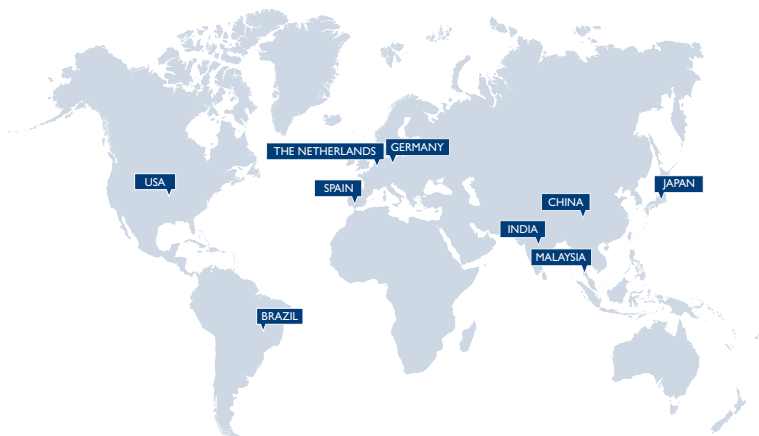 THE NETHERLANDS
GERMANY
USA
SPAIN
JAPAN
CHINA
INDIA
MALAYSIA
BRAZIL